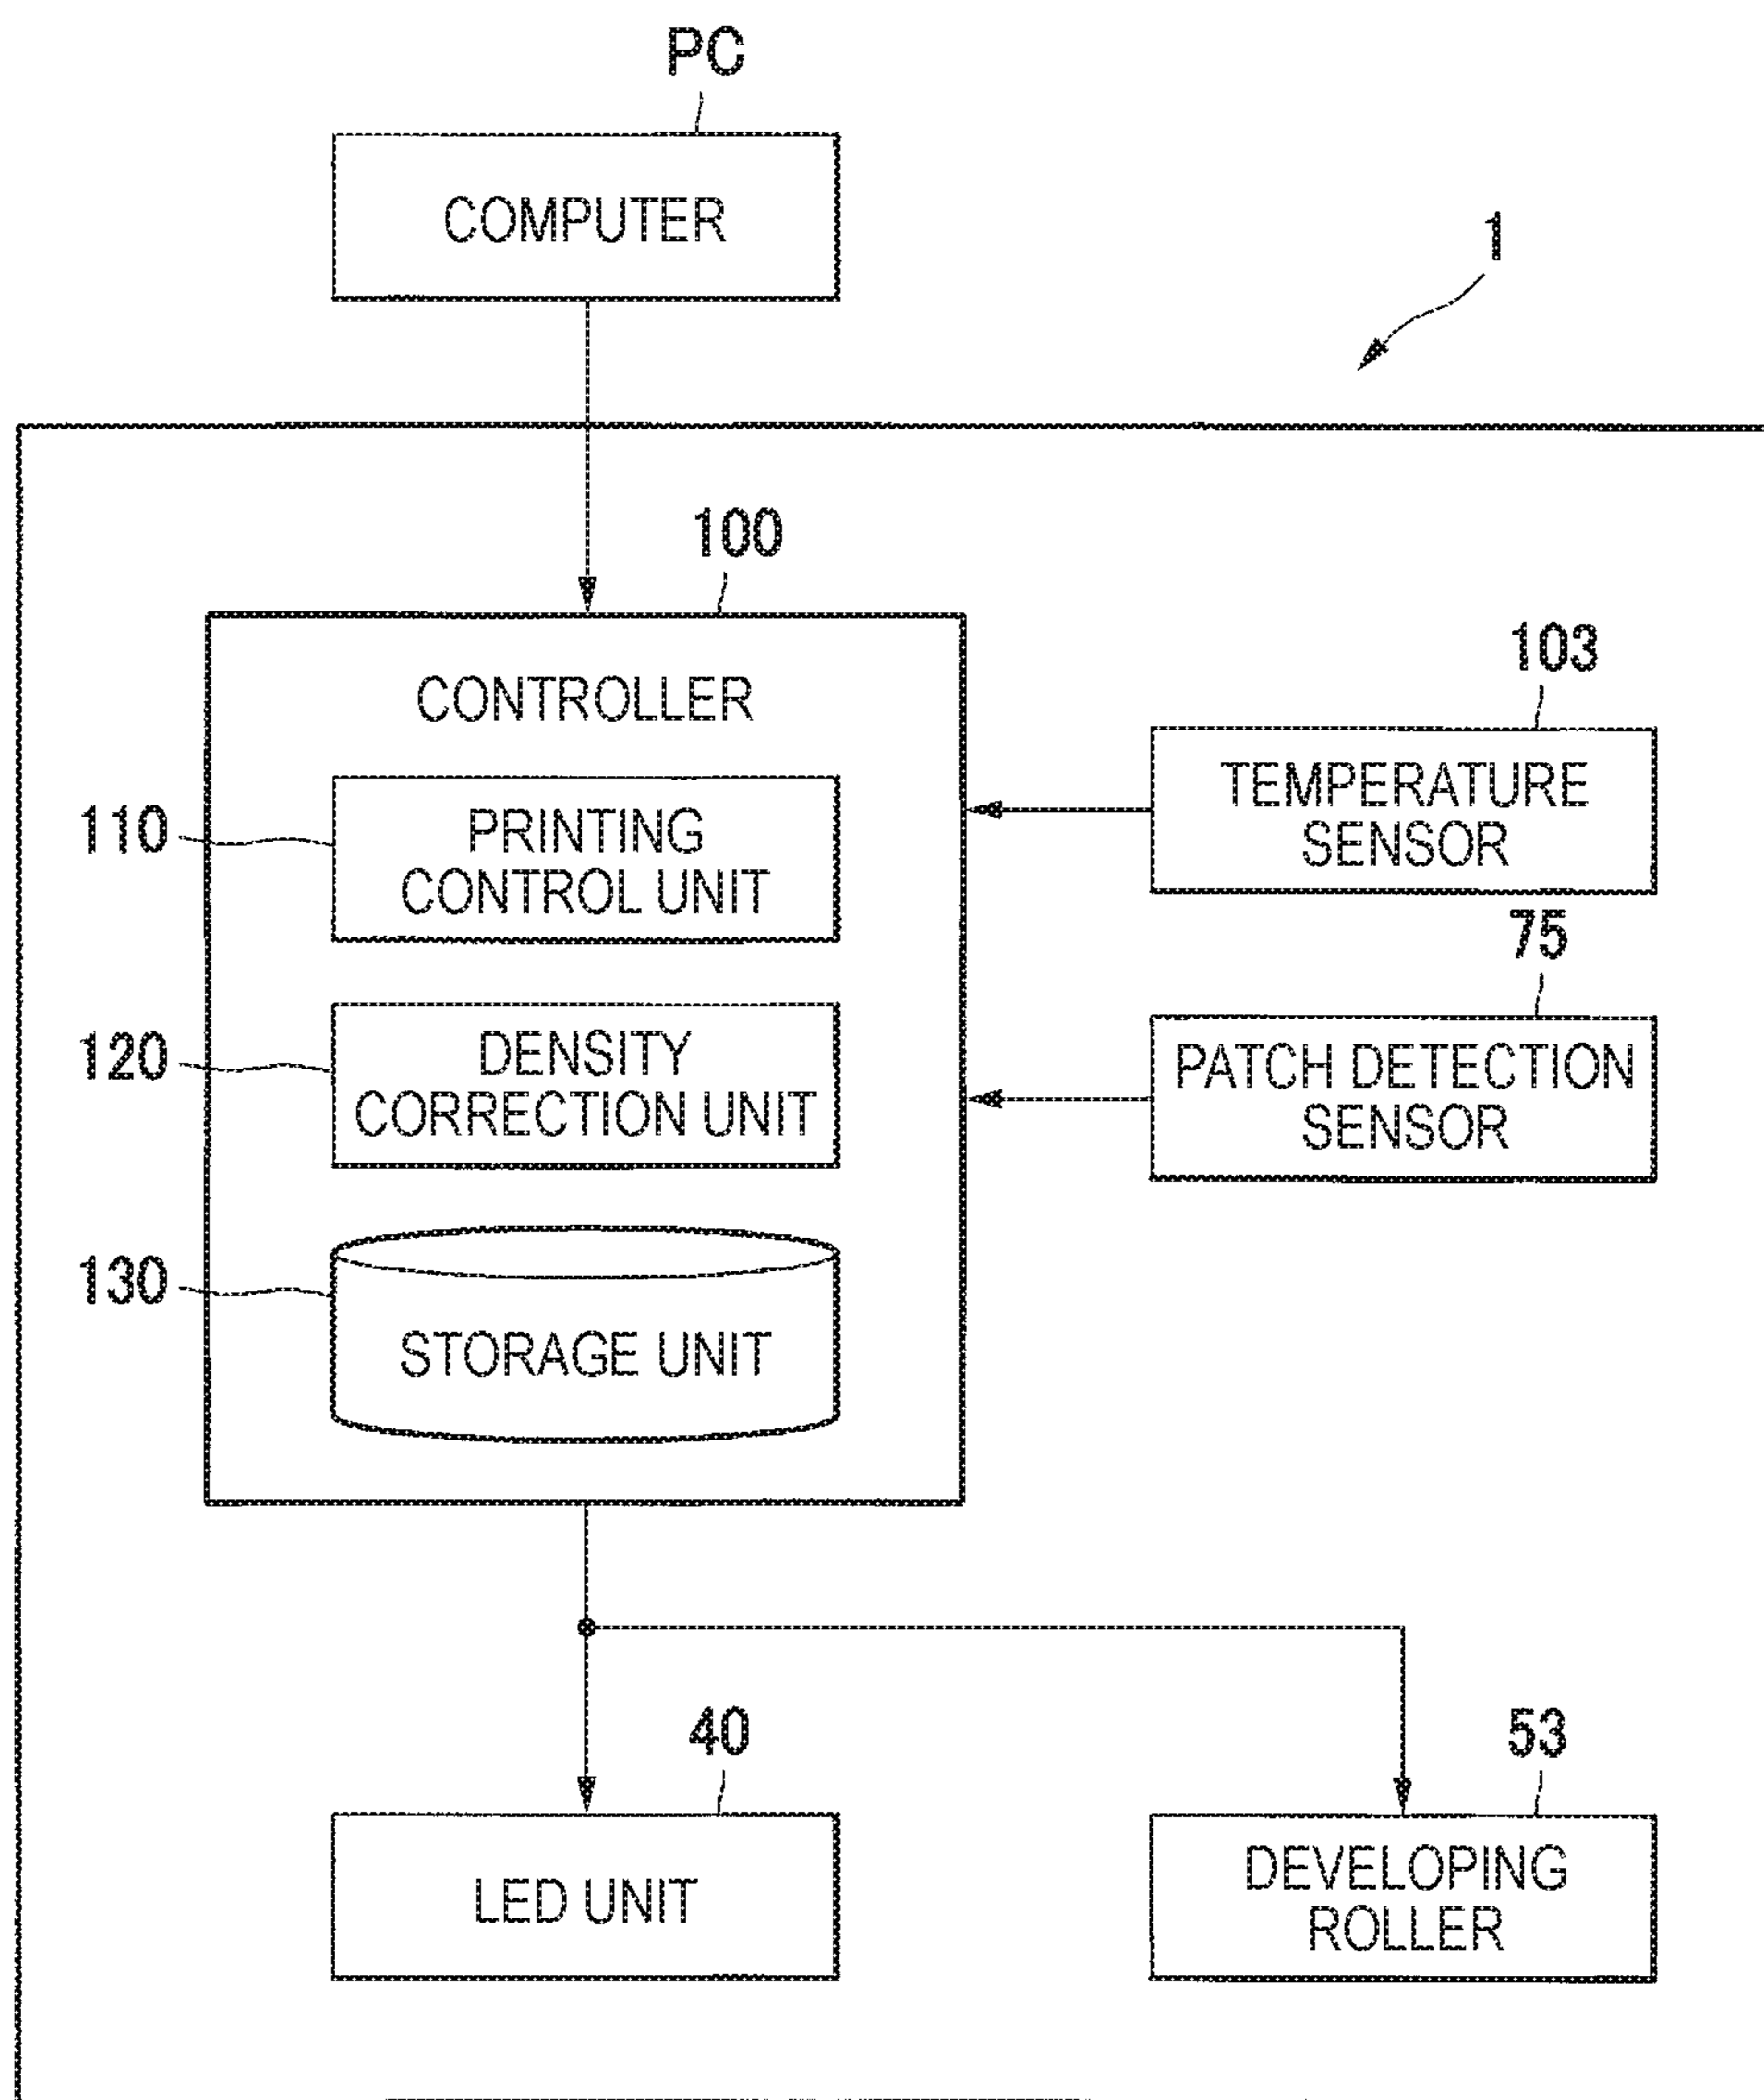 PC
COMPUTER
1
100
CONTROLLER
103
TEMPERATURE
SENSOR
110
PRINTING
CONTROL UNIT
75
PATCH DETECTION
SENSOR
120
DENSITY
CORRECTION UNIT
130
STORAGE UNIT
40
LED UNIT
53
DEVELOPING
ROLLER